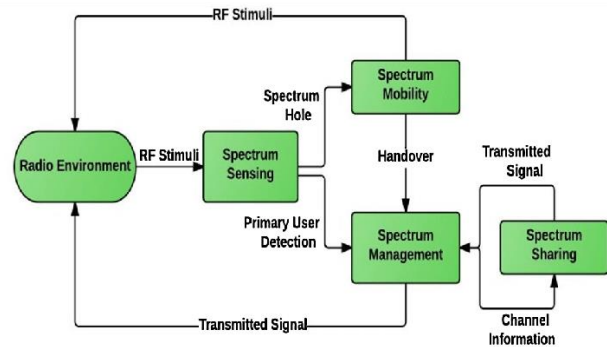 RF Stimuli
Spectrum
Mobility
Spectrum
Hole
Radio Environment
RF Stimuli
Spectrum
Sensing
Handover
Transmitted
Signal
Primary User
Detection
Spectrum
Management
Spectrum
Sharing
Transmitted Signal
Channel
Information